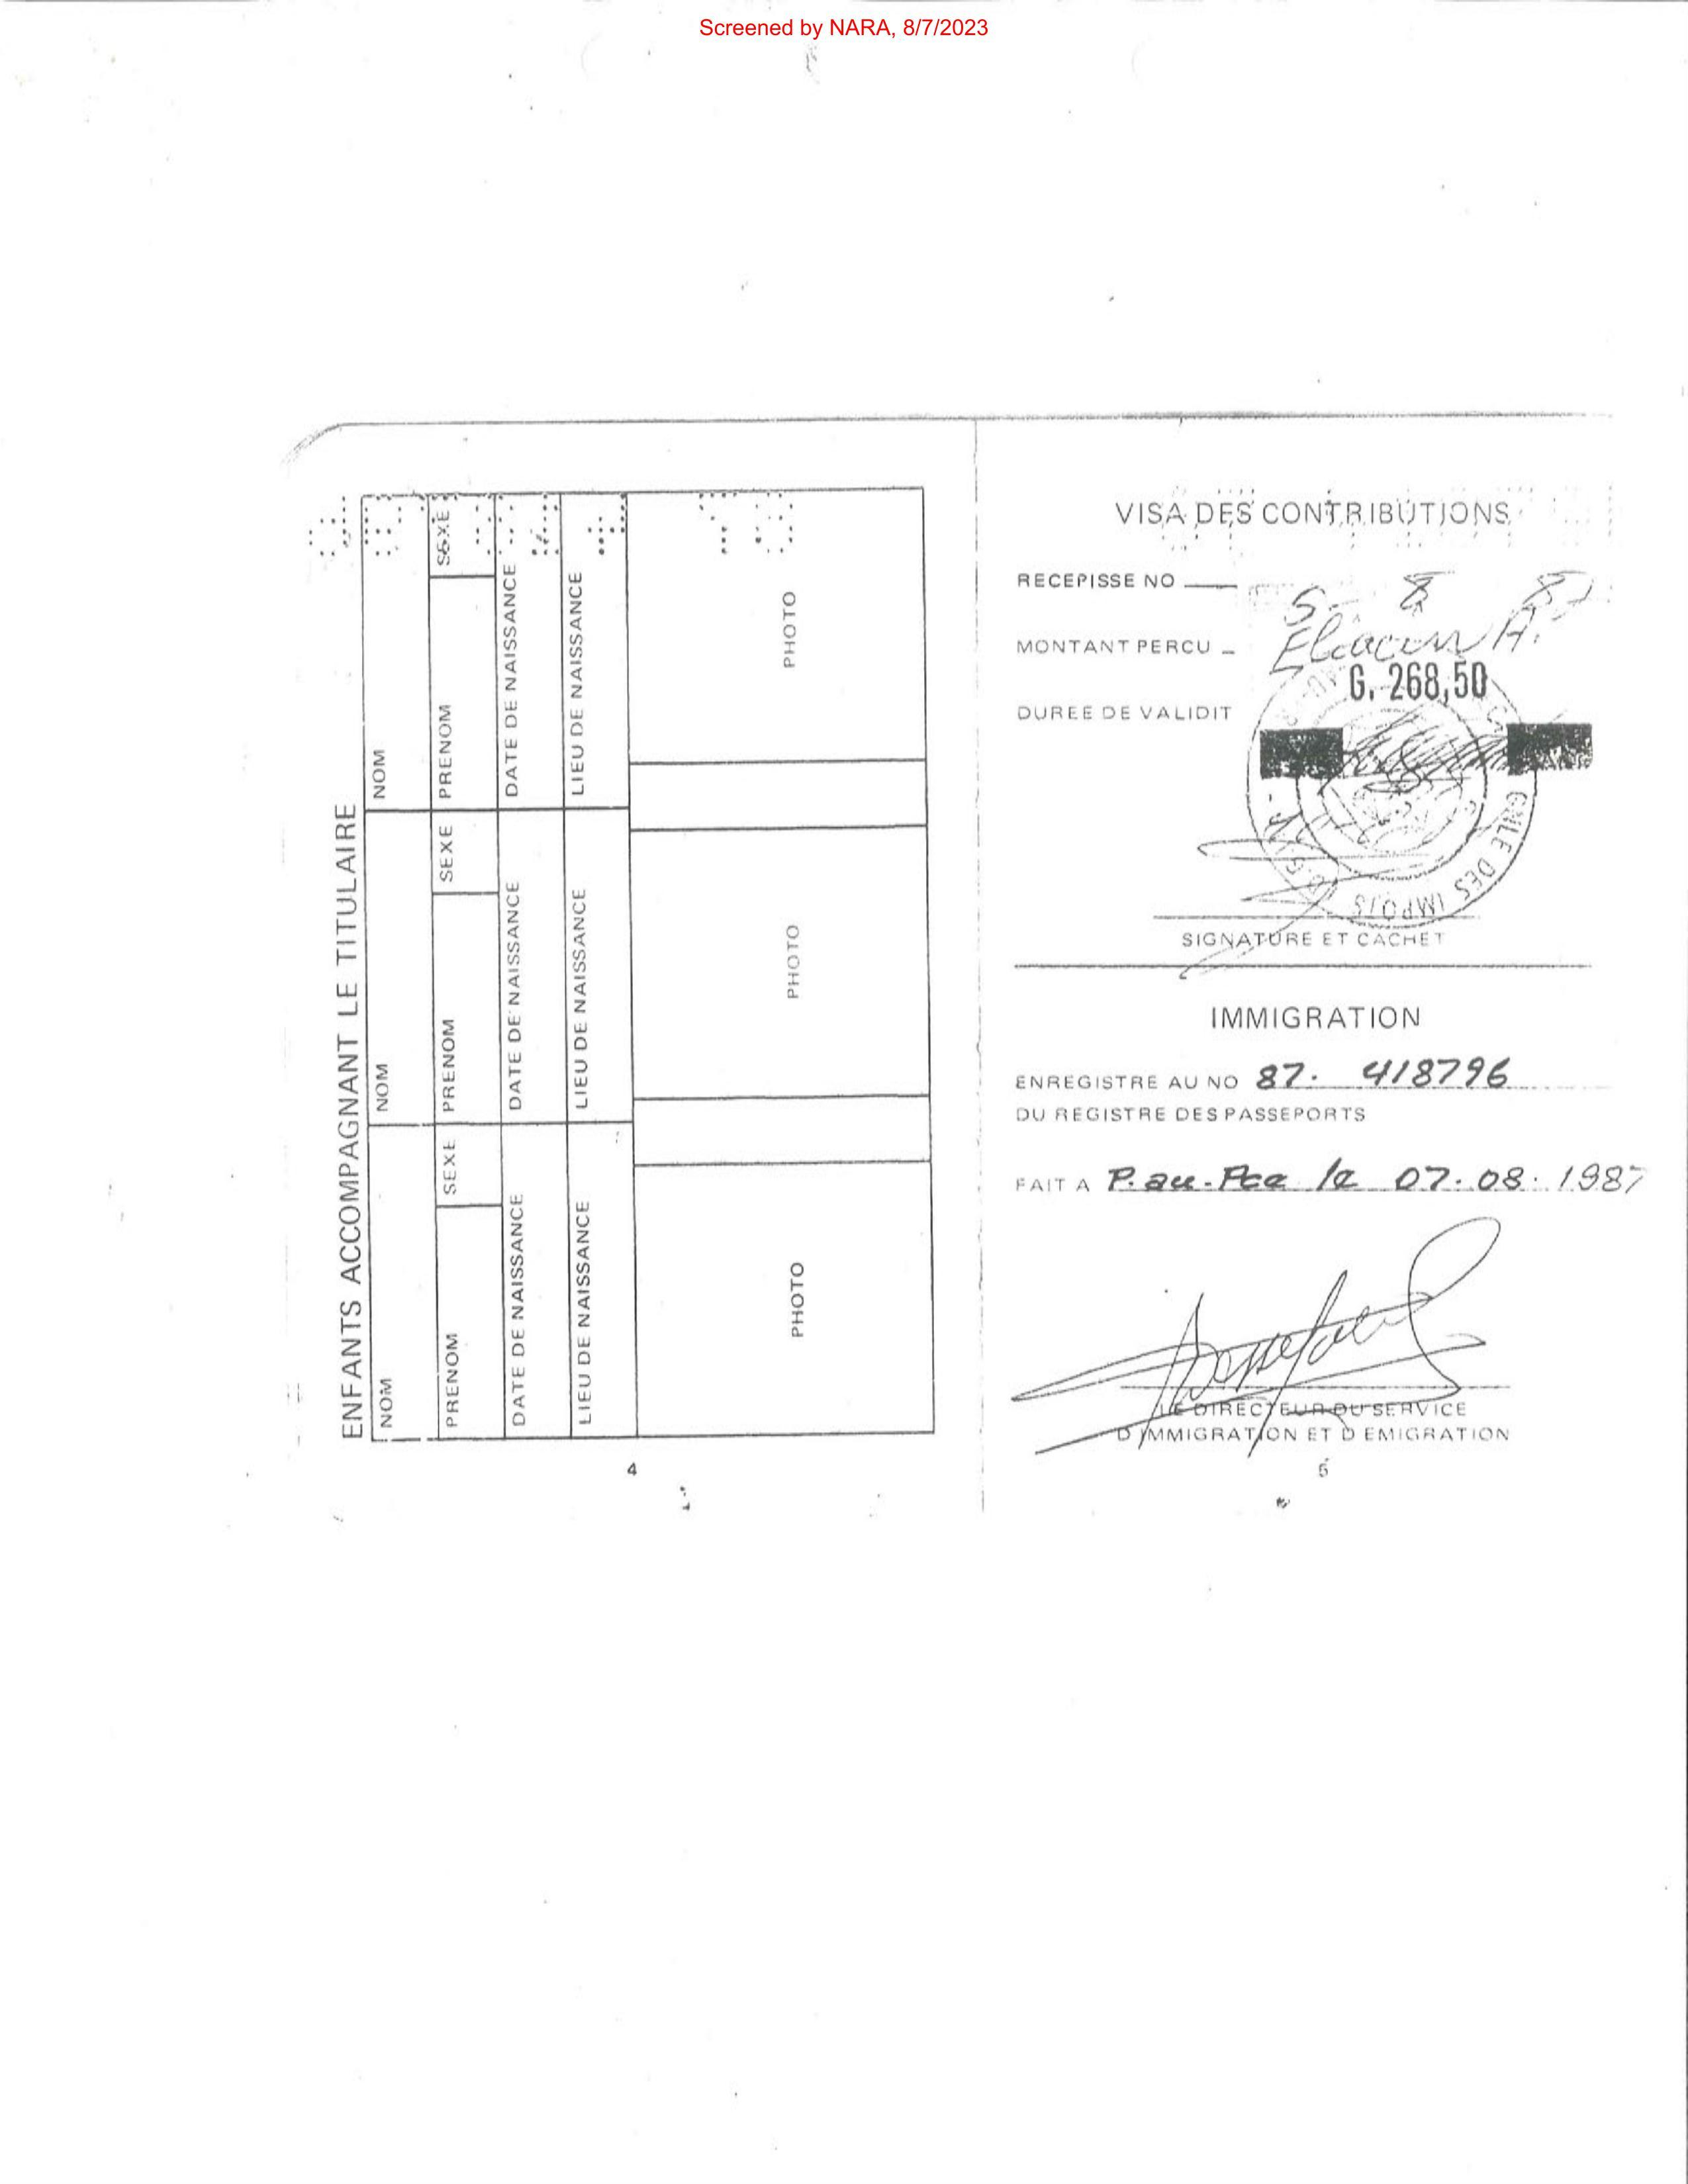 Screened by NARA, 8/7/2023
ENFANTS ACCOMPAGNANT LE TITULAIRE
NOM
PRENOM
SEXE
DATE DE NAISSANCE
LIEU DE NAISSANCE
PHOTO
NOM
PRENOM
SEXE
DATE DE NAISSANCE
LIEU DE NAISSANCE
PHOTO
NOM
PRENOM
SEXE
DATE DE NAISSANCE
LIEU DE NAISSANCE
PHOTO
4
VISA DES CONTRIBUTIONS
RECEPISSE NO
5 - 8 87
MONTANT PERCU
G. 268,50
DUREE DE VALIDIT
GNLE DES IMPOTS
SIGNATURE ET CACHET
IMMIGRATION
ENREGISTRE AU NO 87. 418796
DU REGISTRE DES PASSEPORTS
FAIT A P.au-Pce le 07.08.1987
LE DIRECTEUR DU SERVICE
D IMMIGRATION ET D EMIGRATION
5